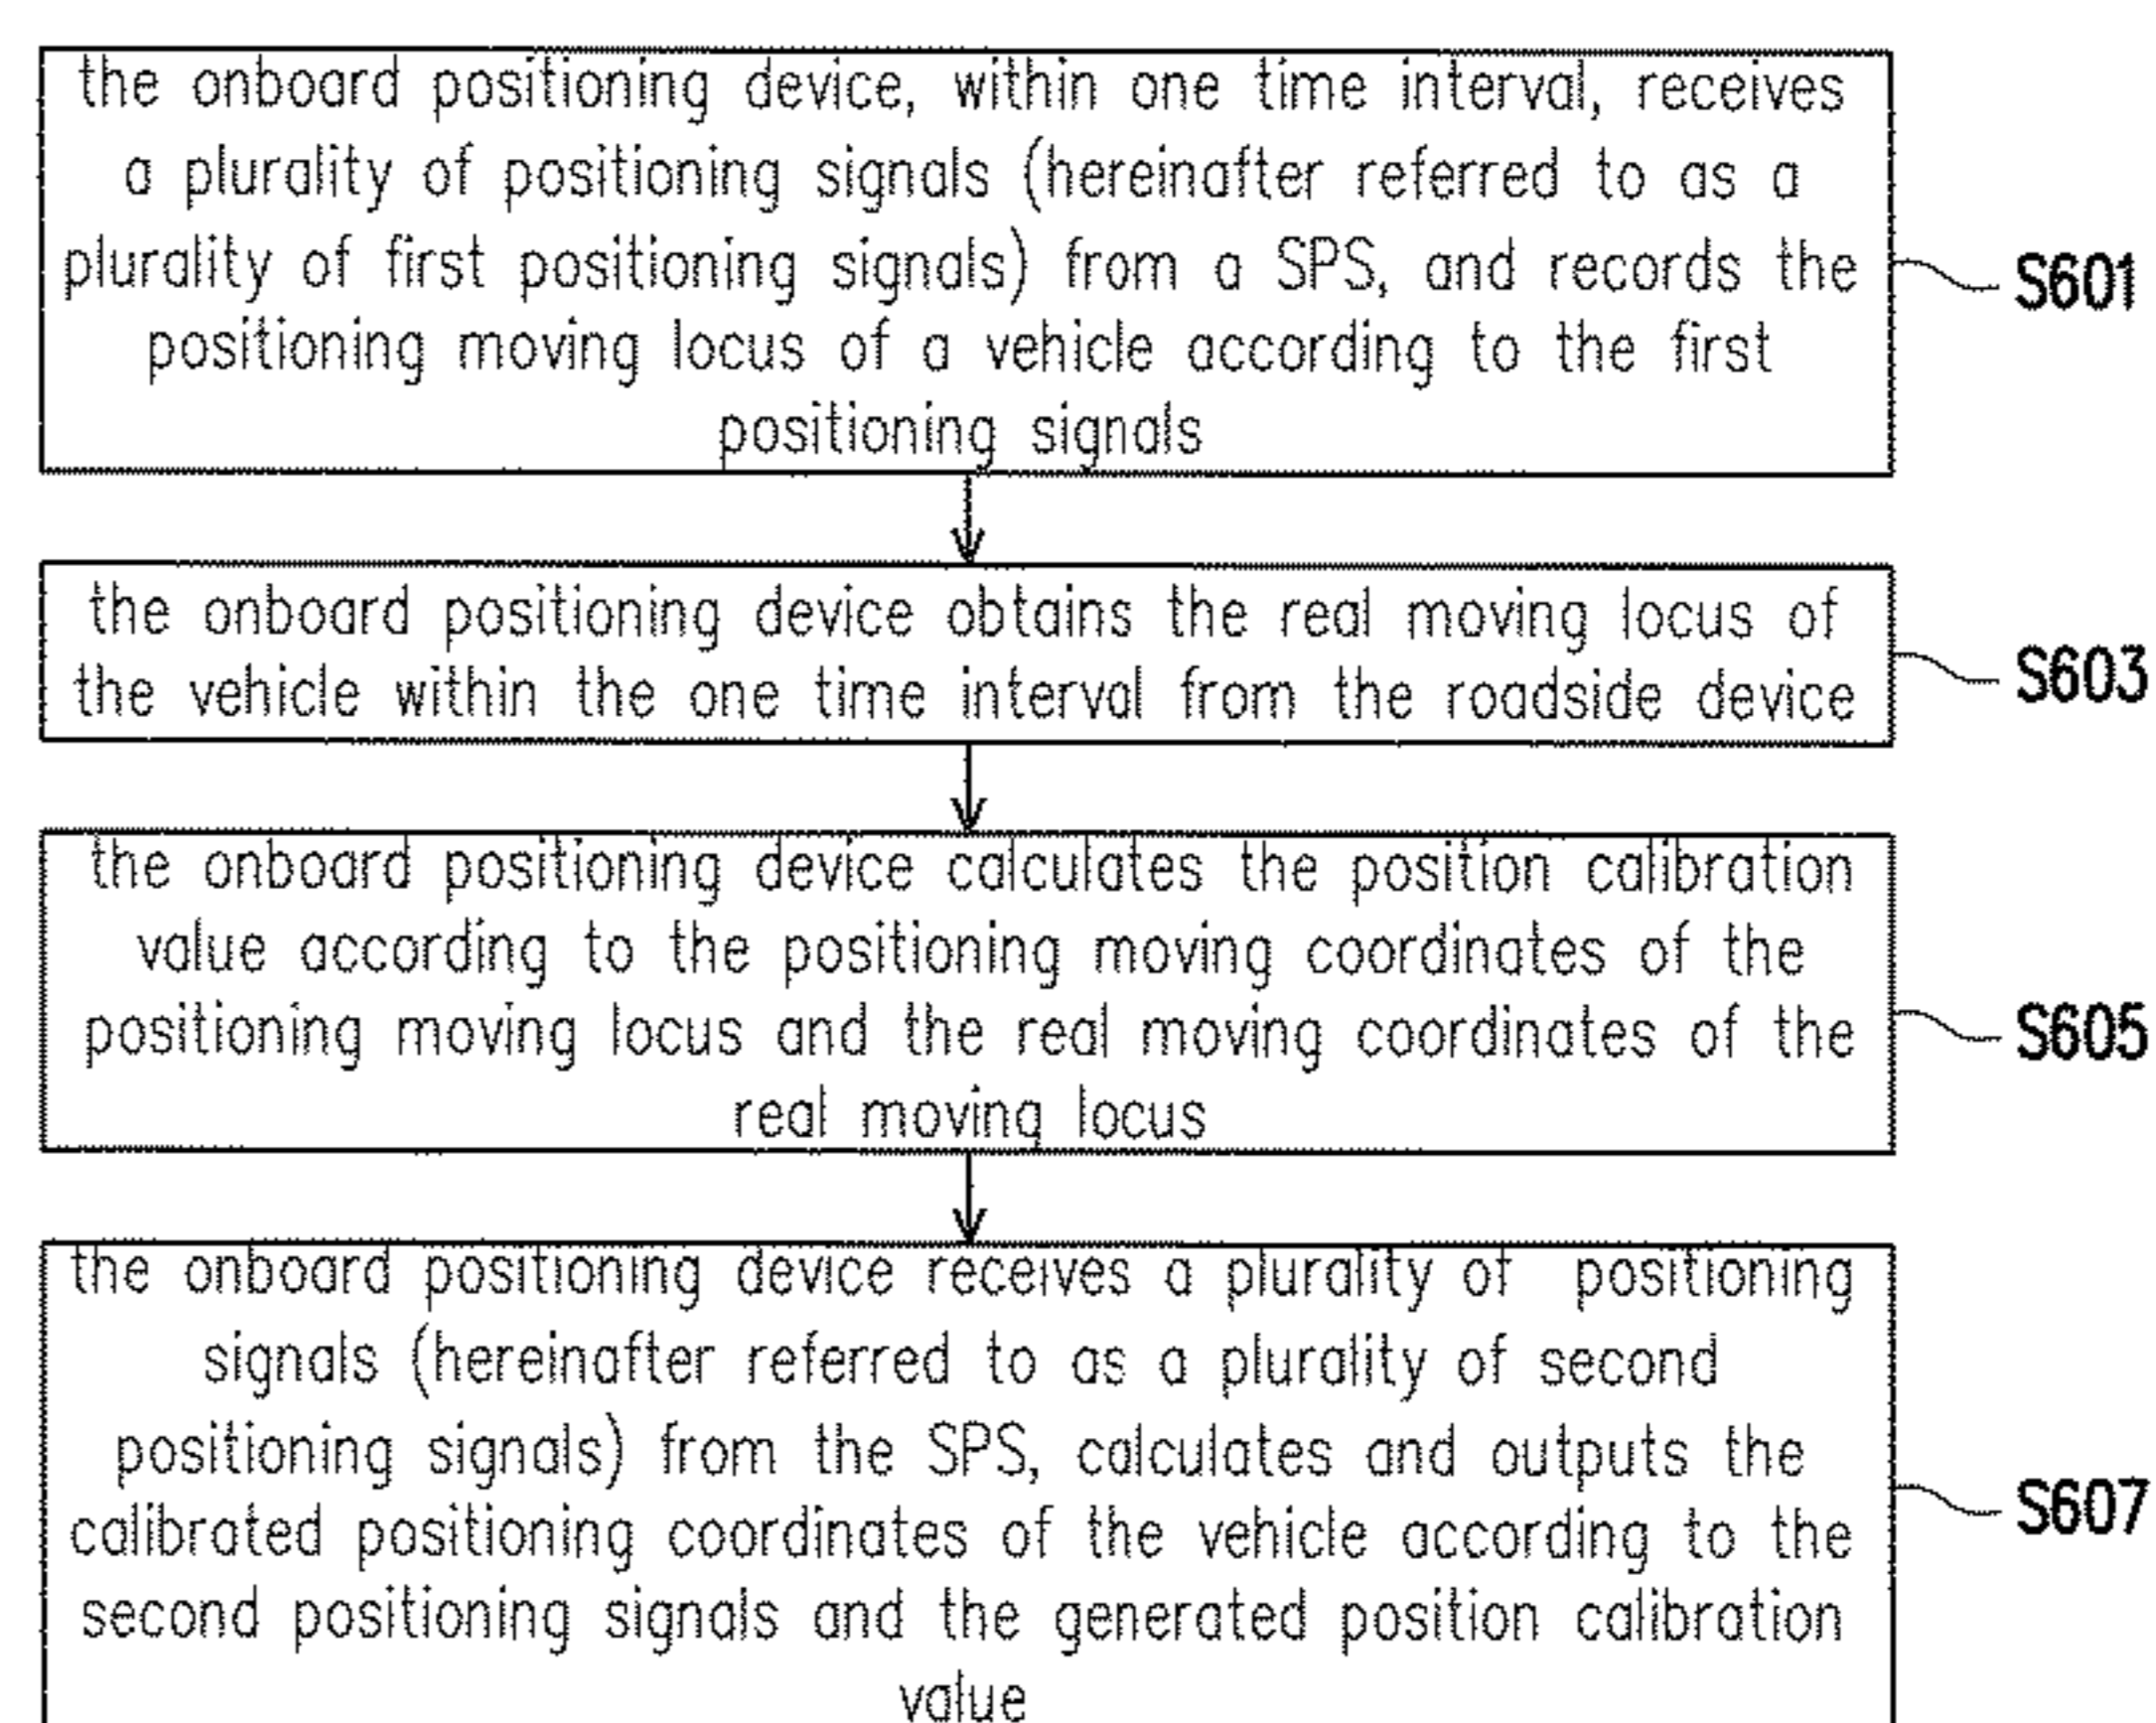 the onboard positioning device, within one time interval, receives
a plurality of positioning signals (hereinafter referred to as a
plurality of first positioning signals) from a SPS, and records the
positioning moving locus of a vehicle according to the first
positioning signals
S601
the onboard positioning device obtains the real moving locus of
the vehicle within the one time interval from the roadside device
S603
the onboard positioning device calculates the position calibration
value according to the positioning moving coordinates of the
positioning moving locus and the real moving coordinates of the
real moving locus
S605
the onboard positioning device receives a plurality of positioning
signals (hereinafter referred to as a plurality of second
positioning signals) from the SPS, calculates and outputs the
calibrated positioning coordinates of the vehicle according to the
second positioning signals and the generated position calibration
value
S607